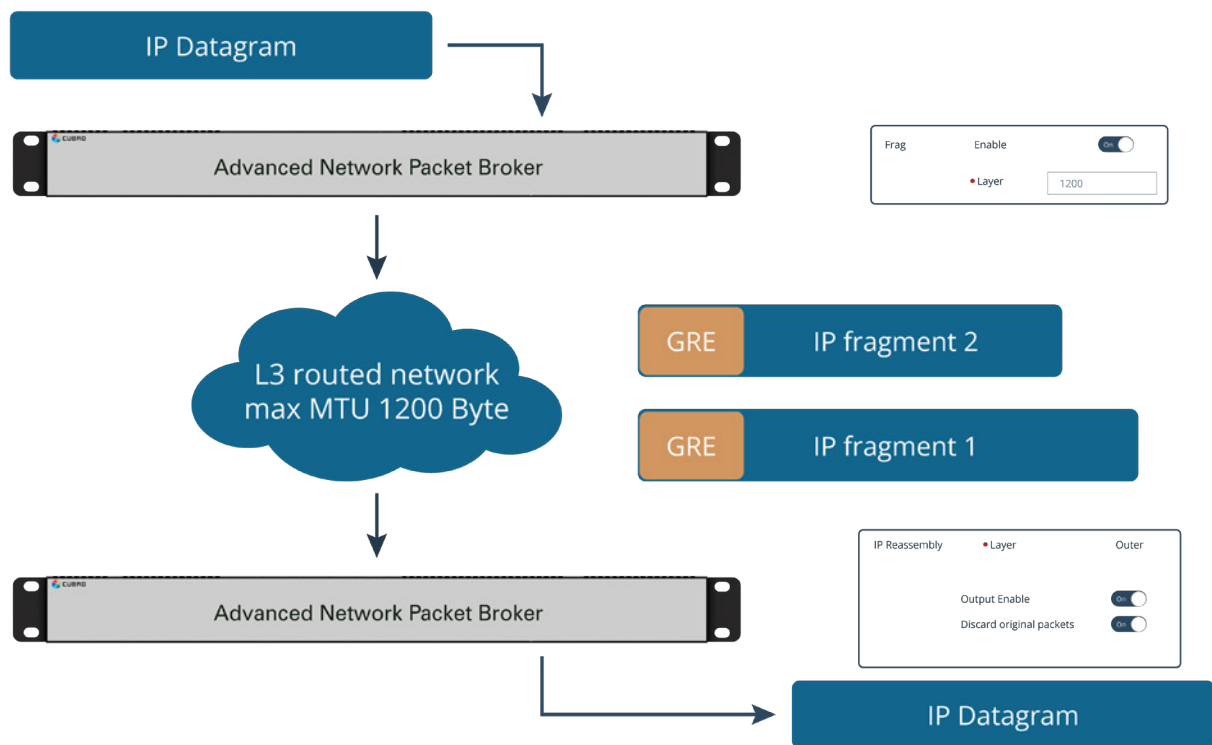 IP Datagram
CUBRO
Advanced Network Packet Broker
Frag Enable On
• Layer 1200
L3 routed network
max MTU 1200 Byte
GRE IP fragment 2
GRE IP fragment 1
IP Reassembly • Layer Outer
Output Enable On
Discard original packets On
CUBRO
Advanced Network Packet Broker
IP Datagram